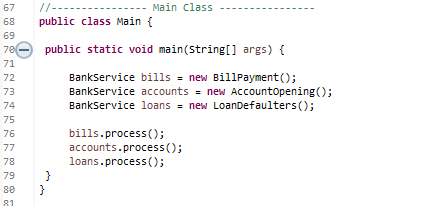 67 //---------------- Main Class ----------------
68 public class Main {
69
70 public static void main(String[] args) {
71
72 BankService bills = new BillPayment();
73 BankService accounts = new AccountOpening();
74 BankService loans = new LoanDefaulters();
75
76 bills.process();
77 accounts.process();
78 loans.process();
79 }
80 }
81